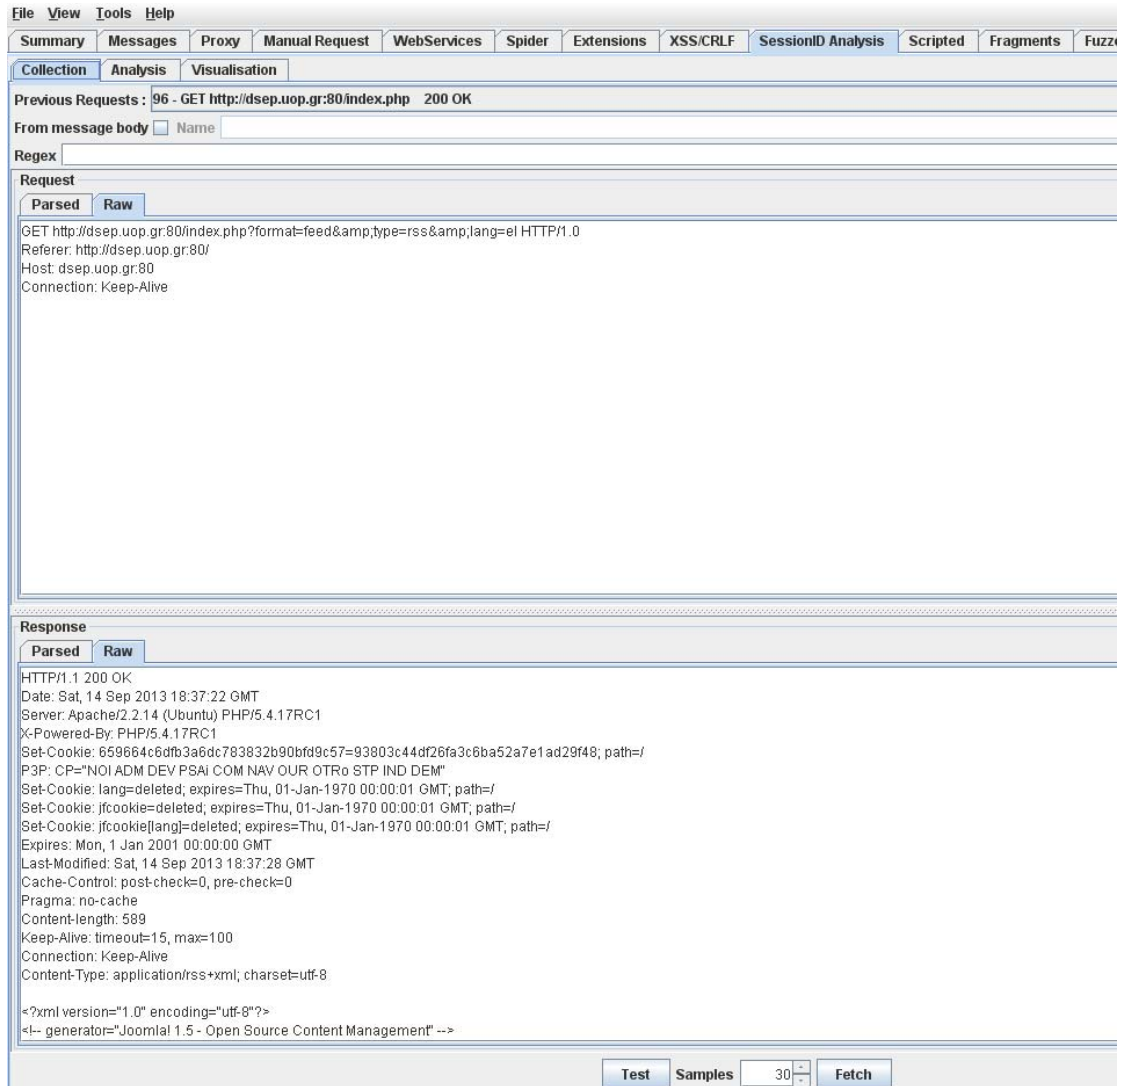 File View Tools Help
Summary Messages Proxy Manual Request WebServices Spider Extensions XSS/CRLF SessionID Analysis Scripted Fragments Fuzze
Collection Analysis Visualisation
Previous Requests : 96 - GET http://dsep.uop.gr:80/index.php 200 OK
From message body Name
Regex
Request
Parsed Raw
GET http://dsep.uop.gr:80/index.php?format=feed&amp;type=rss&amp;lang=el HTTP/1.0
Referer: http://dsep.uop.gr:80/
Host: dsep.uop.gr:80
Connection: Keep-Alive
Response
Parsed Raw
HTTP/1.1 200 OK
Date: Sat, 14 Sep 2013 18:37:22 GMT
Server: Apache/2.2.14 (Ubuntu) PHP/5.4.17RC1
X-Powered-By: PHP/5.4.17RC1
Set-Cookie: 659664c6dfb3a6dc783832b90bfd9c57=93803c44df26fa3c6ba52a7e1ad29f48; path=/
P3P: CP="NOI ADM DEV PSAi COM NAV OUR OTRo STP IND DEM"
Set-Cookie: lang=deleted; expires=Thu, 01-Jan-1970 00:00:01 GMT; path=/
Set-Cookie: jfcookie=deleted; expires=Thu, 01-Jan-1970 00:00:01 GMT; path=/
Set-Cookie: jfcookie[lang]=deleted; expires=Thu, 01-Jan-1970 00:00:01 GMT; path=/
Expires: Mon, 1 Jan 2001 00:00:00 GMT
Last-Modified: Sat, 14 Sep 2013 18:37:28 GMT
Cache-Control: post-check=0, pre-check=0
Pragma: no-cache
Content-length: 589
Keep-Alive: timeout=15, max=100
Connection: Keep-Alive
Content-Type: application/rss+xml; charset=utf-8
<?xml version="1.0" encoding="utf-8"?>
<!-- generator="Joomla! 1.5 - Open Source Content Management" -->
Test Samples 30 Fetch